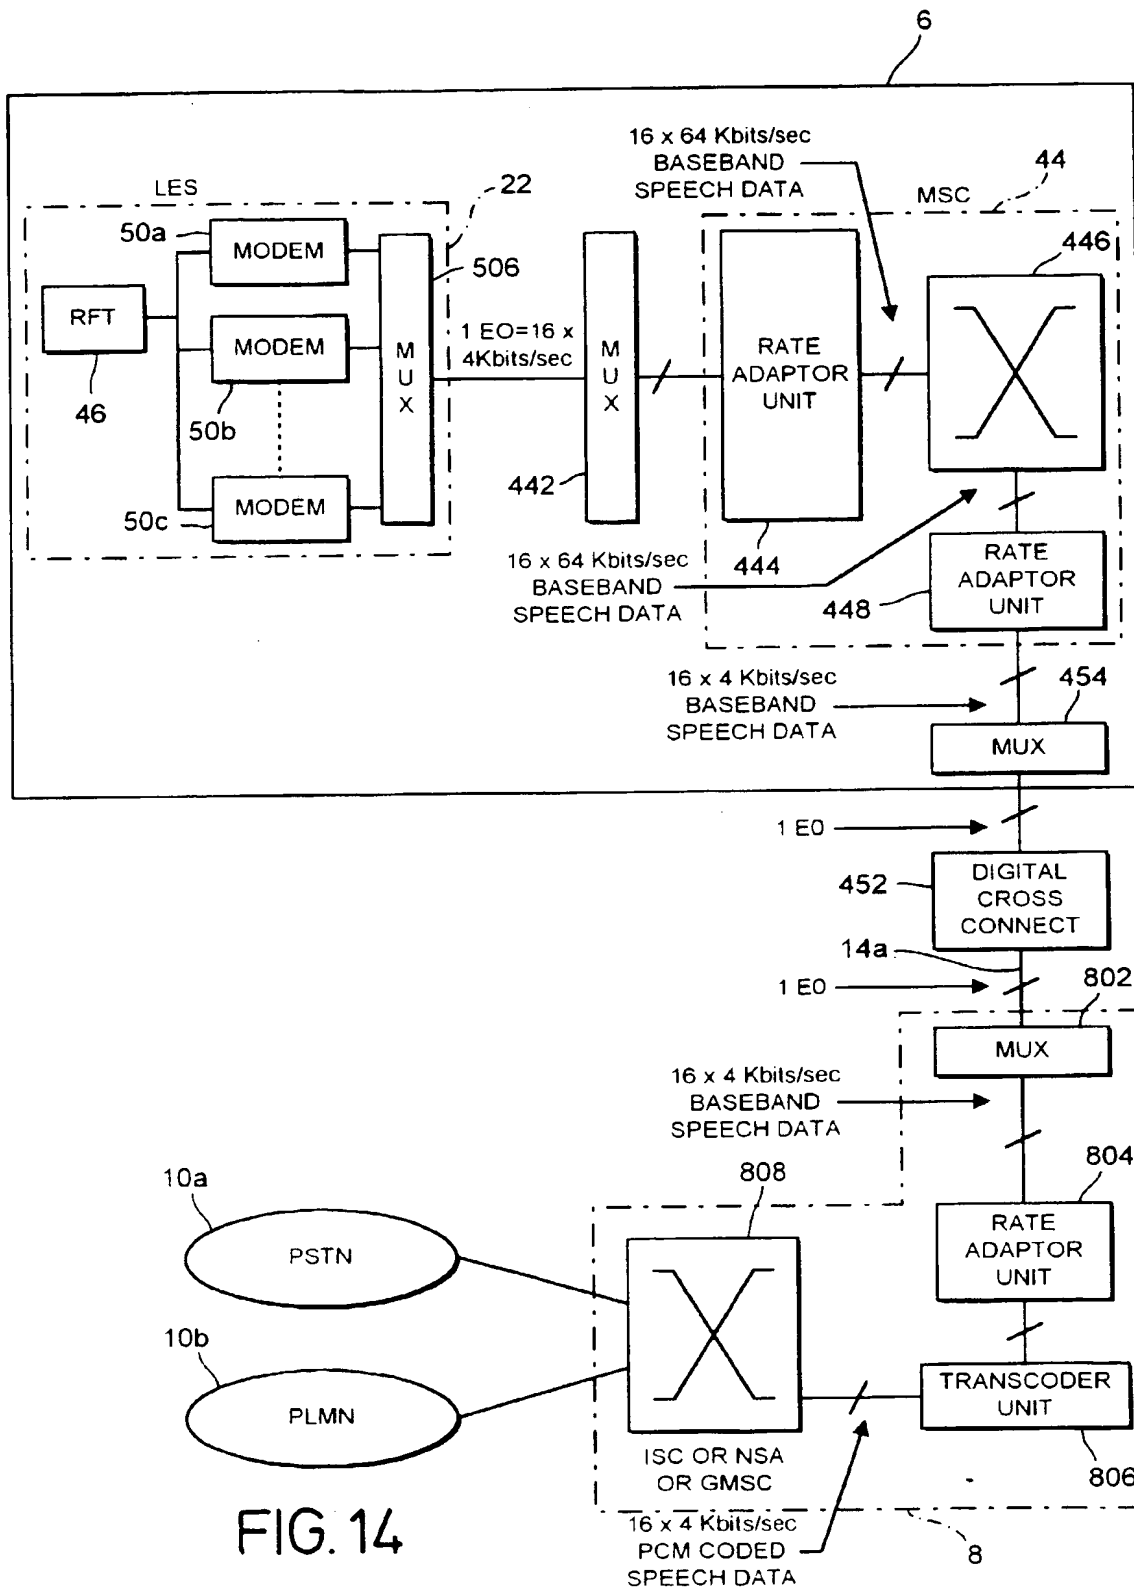 6
16 x 64 Kbits/sec
BASEBAND
SPEECH DATA
44
LES
22
MSC
50a
MODEM
506
446
RFT
MODEM
MUX
1 EO=16 x
4Kbits/sec
MUX
RATE
ADAPTOR
UNIT
46
50b
442
50c
MODEM
16 x 64 Kbits/sec
BASEBAND
SPEECH DATA
444
RATE
ADAPTOR
UNIT
448
16 x 4 Kbits/sec
BASEBAND
SPEECH DATA
454
MUX
1 E0
452
DIGITAL
CROSS
CONNECT
14a
1 E0
802
MUX
16 x 4 Kbits/sec
BASEBAND
SPEECH DATA
10a
808
804
PSTN
RATE
ADAPTOR
UNIT
10b
PLMN
TRANSCODER
UNIT
ISC OR NSA
OR GMSC
806
FIG. 14
16 x 4 Kbits/sec
PCM CODED
SPEECH DATA
8